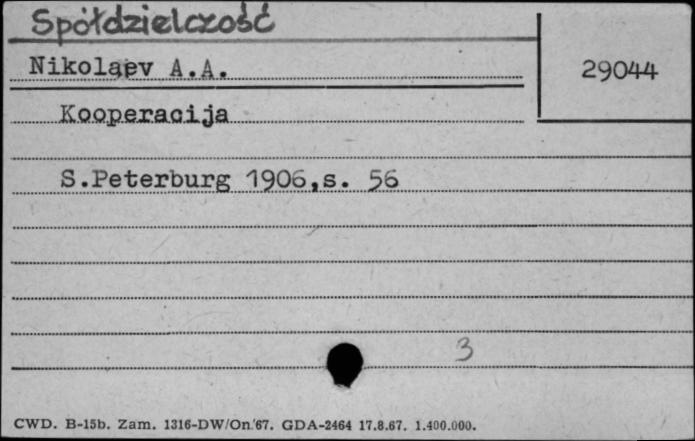 Spółdzielczość
Nikolaev A.A.
29044
Kooperacija
S.Peterburg 1906,s. 56
3
CWD. B-15b. Zam. 1316-DW/On/67. GDA-2464 17.8.67. 1.400.000.